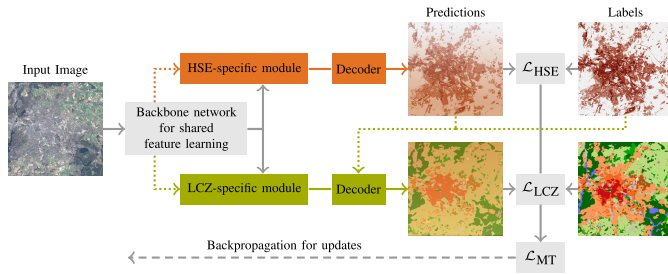 Predictions
Labels
Input Image
HSE-specific module
Decoder
ℒHSE
Backbone network
for shared
feature learning
LCZ-specific module
Decoder
ℒLCZ
Backpropagation for updates
ℒMT